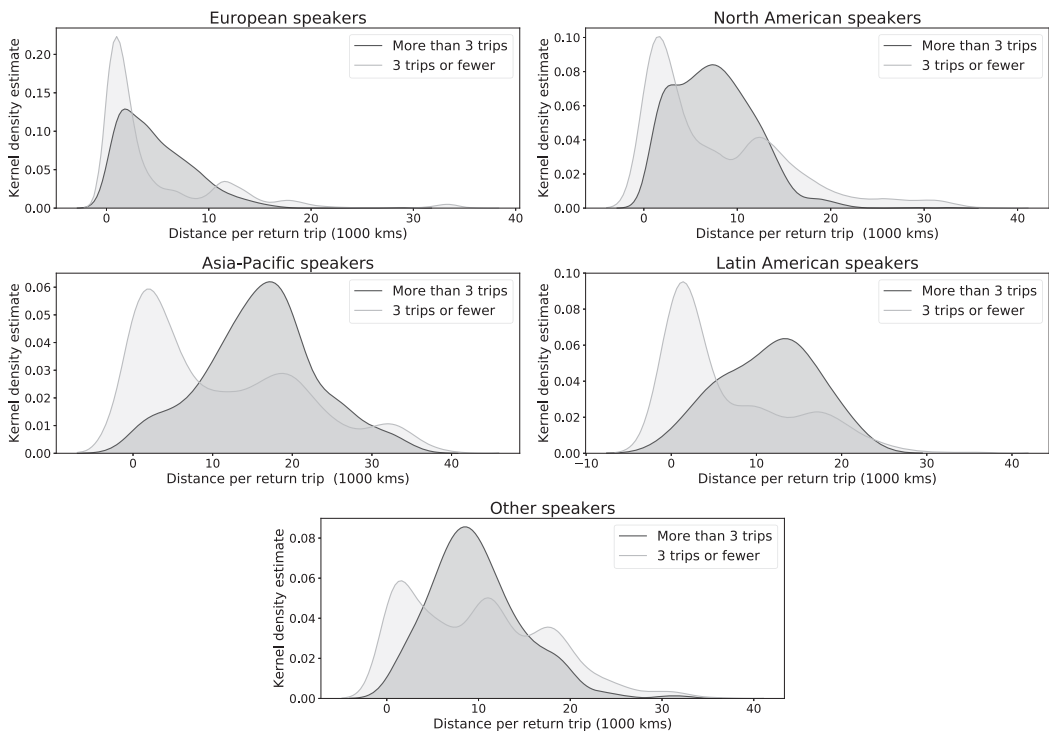 European speakers
Kernel density estimate
0.20
0.15
0.10
0.05
0.00
More than 3 trips
3 trips or fewer
0 10 20 30 40
Distance per return trip (1000 kms)
North American speakers
Kernel density estimate
0.10
0.08
0.06
0.04
0.02
0.00
More than 3 trips
3 trips or fewer
0 10 20 30 40
Distance per return trip (1000 kms)
Asia-Pacific speakers
Kernel density estimate
0.06
0.05
0.04
0.03
0.02
0.01
0.00
More than 3 trips
3 trips or fewer
0 10 20 30 40
Distance per return trip (1000 kms)
Latin American speakers
Kernel density estimate
0.10
0.08
0.06
0.04
0.02
0.00
More than 3 trips
3 trips or fewer
−10 0 10 20 30 40
Distance per return trip (1000 kms)
Other speakers
Kernel density estimate
0.08
0.06
0.04
0.02
0.00
More than 3 trips
3 trips or fewer
0 10 20 30 40
Distance per return trip (1000 kms)